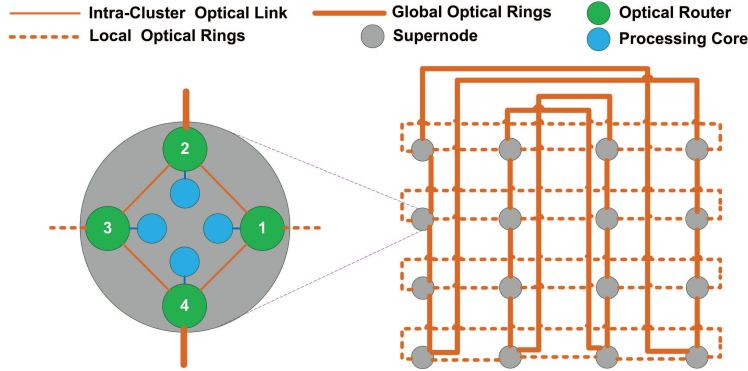 Intra-Cluster Optical Link
Global Optical Rings
Optical Router
Local Optical Rings
Supernode
Processing Core
2
3
1
4